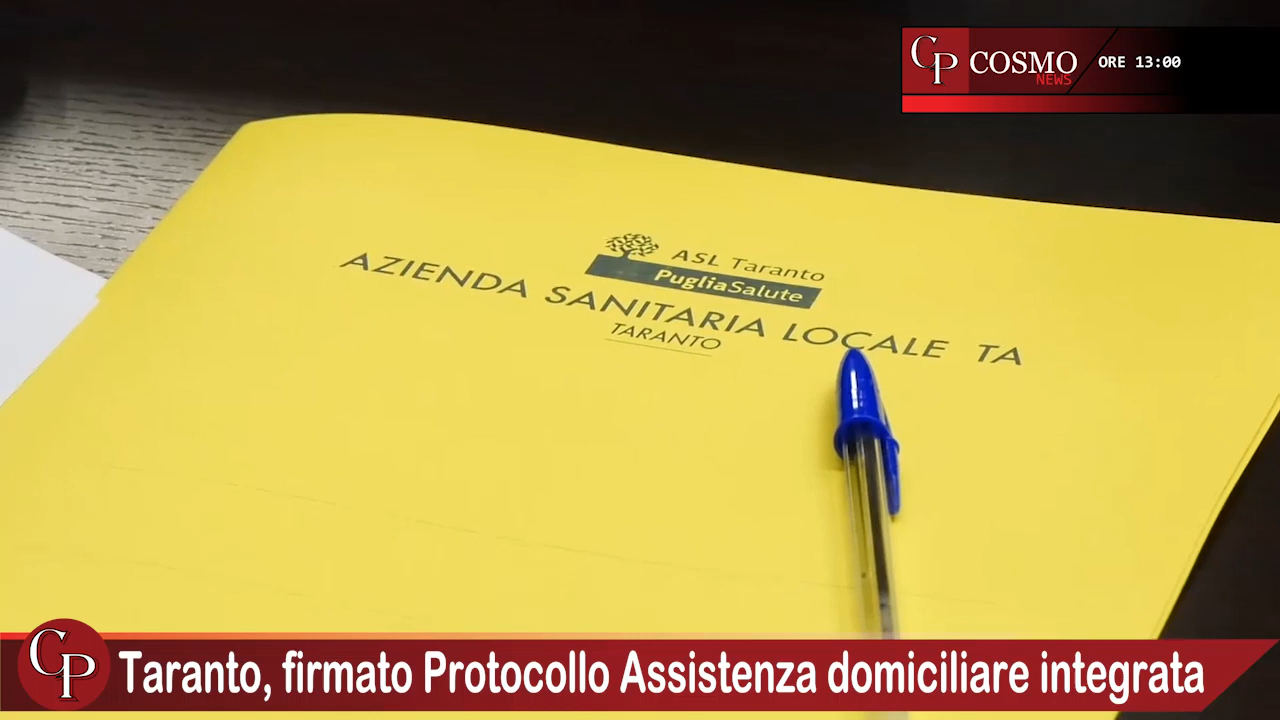 CP COSMO NEWS ORE 13:00
ASL Taranto
PugliaSalute
AZIENDA SANITARIA LOCALE TA
TARANTO
CP Taranto, firmato Protocollo Assistenza domiciliare integrata